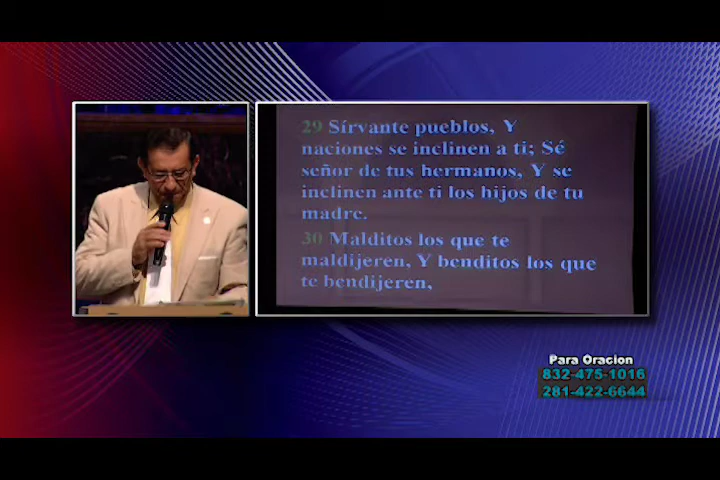 29 Sírvante pueblos, Y
naciones se inclinen a ti; Sé
señor de tus hermanos, Y se
inclinen ante ti los hijos de tu
madre.
30 Malditos los que te
maldijeren, Y benditos los que
te bendijeren,
Para Oracion
832-475-1016
281-422-6644